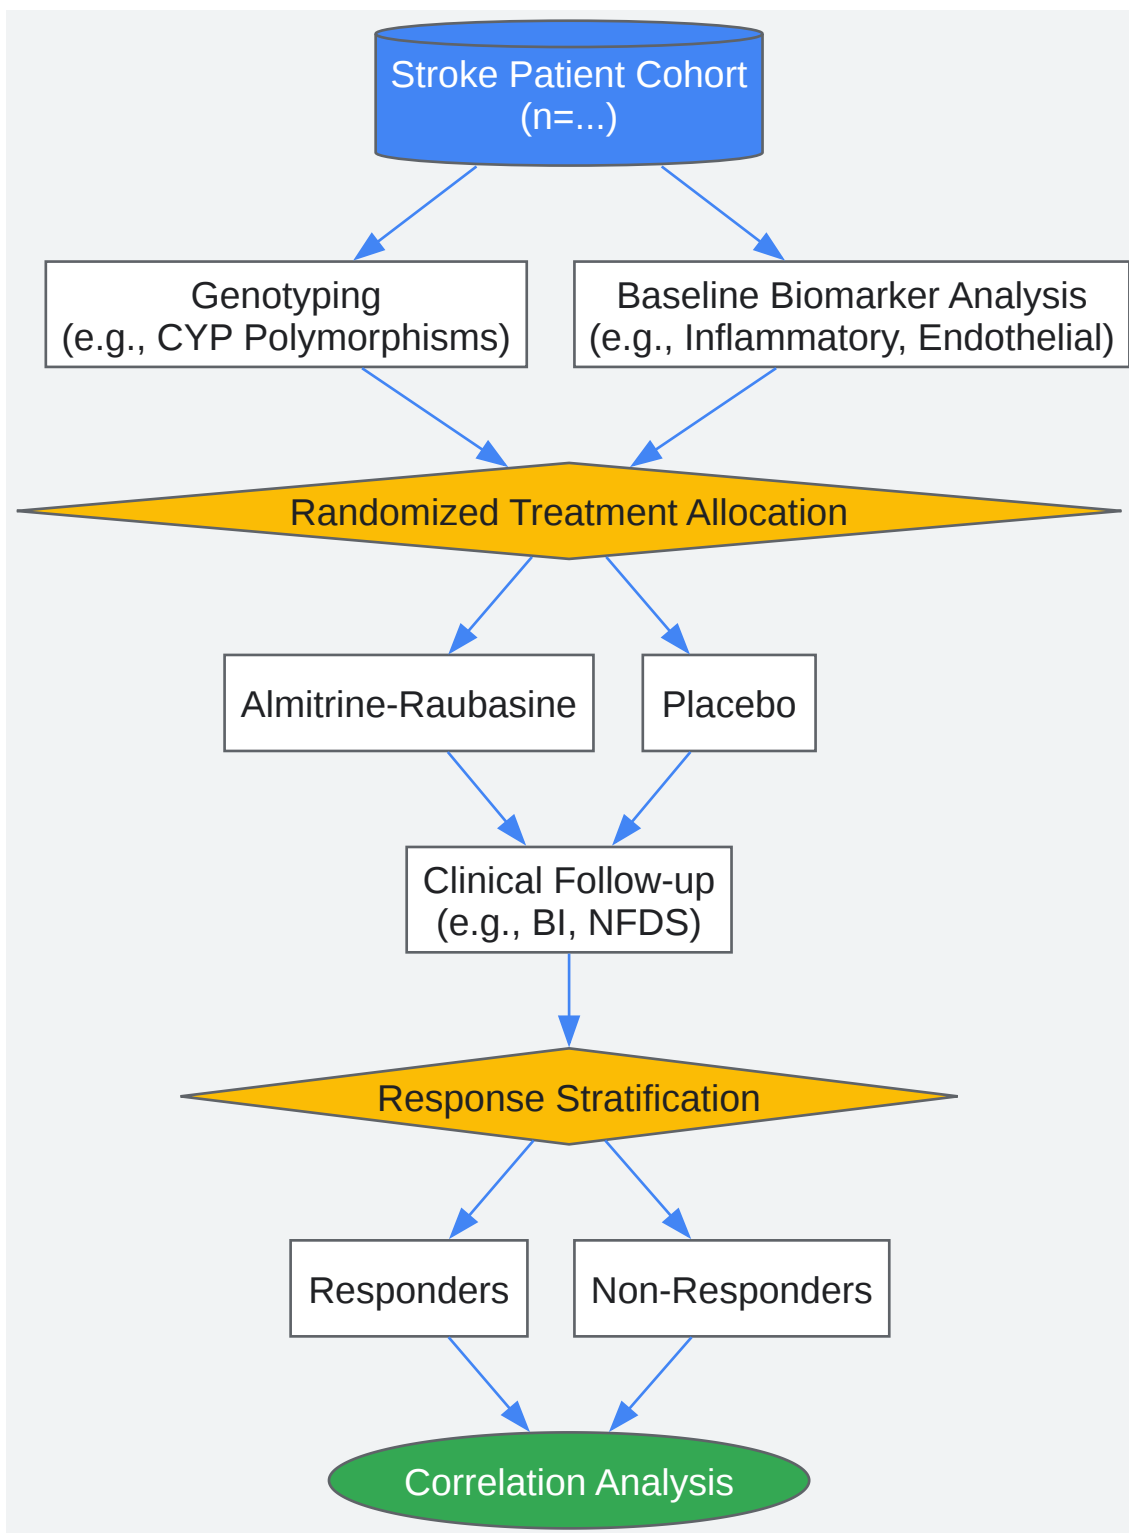 Stroke Patient Cohort
(n=...)
Genotyping
(e.g., CYP Polymorphisms)
Baseline Biomarker Analysis
(e.g., Inflammatory, Endothelial)
Randomized Treatment Allocation
Almitrine-Raubasine
Placebo
Clinical Follow-up
(e.g., BI, NFDS)
Response Stratification
Responders
Non-Responders
Correlation Analysis